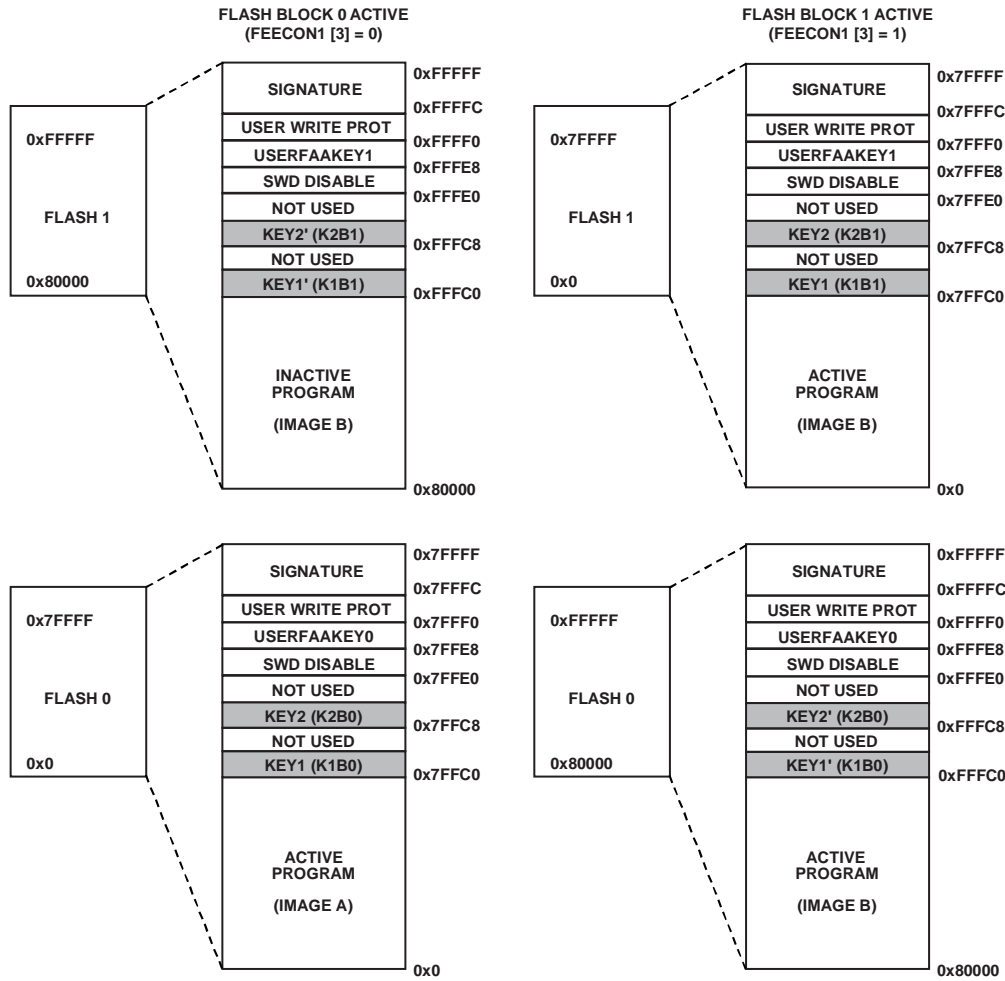 FLASH BLOCK 0 ACTIVE
(FEECON1 [3] = 0)
0xFFFFF
FLASH 1
0x80000
SIGNATURE
USER WRITE PROT
USERFAAKEY1
SWD DISABLE
NOT USED
KEY2' (K2B1)
NOT USED
KEY1' (K1B1)
INACTIVE
PROGRAM
(IMAGE B)
0xFFFFF
0xFFFFC
0xFFFF0
0xFFFE8
0xFFFE0
0xFFFC8
0xFFFC0
0x80000
FLASH BLOCK 1 ACTIVE
(FEECON1 [3] = 1)
0x7FFFF
FLASH 1
0x0
SIGNATURE
USER WRITE PROT
USERFAAKEY1
SWD DISABLE
NOT USED
KEY2 (K2B1)
NOT USED
KEY1 (K1B1)
ACTIVE
PROGRAM
(IMAGE B)
0x7FFFF
0x7FFFC
0x7FFF0
0x7FFE8
0x7FFE0
0x7FFC8
0x7FFC0
0x0
0x7FFFF
FLASH 0
0x0
SIGNATURE
USER WRITE PROT
USERFAAKEY0
SWD DISABLE
NOT USED
KEY2 (K2B0)
NOT USED
KEY1 (K1B0)
ACTIVE
PROGRAM
(IMAGE A)
0x7FFFF
0x7FFFC
0x7FFF0
0x7FFE8
0x7FFE0
0x7FFC8
0x7FFC0
0x0
0xFFFFF
FLASH 0
0x80000
SIGNATURE
USER WRITE PROT
USERFAAKEY0
SWD DISABLE
NOT USED
KEY2' (K2B0)
NOT USED
KEY1' (K1B0)
ACTIVE
PROGRAM
(IMAGE B)
0xFFFFF
0xFFFFC
0xFFFF0
0xFFFE8
0xFFFE0
0xFFFC8
0xFFFC0
0x80000